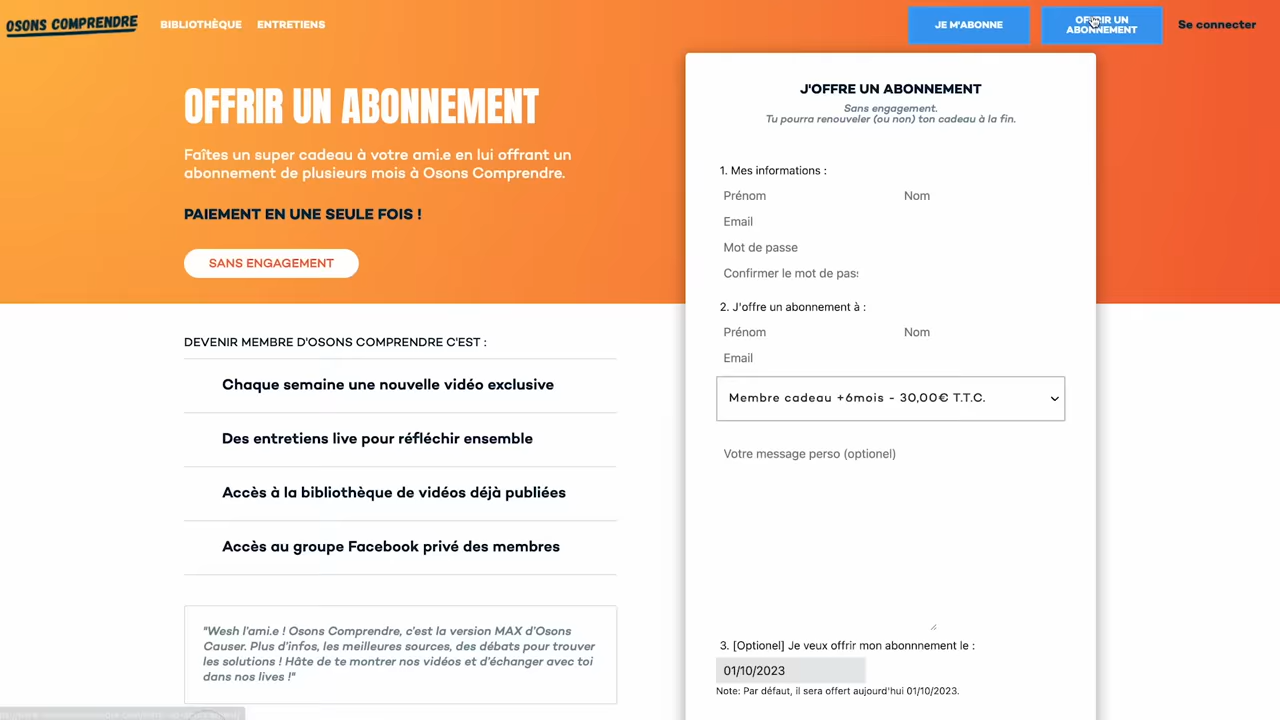 OSONS COMPRENDRE
BIBLIOTHÈQUE
ENTRETIENS
JE M'ABONNE
OFFRIR UN
ABONNEMENT
Se connecter
OFFRIR UN ABONNEMENT
Faîtes un super cadeau à votre ami.e en lui offrant un
abonnement de plusieurs mois à Osons Comprendre.
PAIEMENT EN UNE SEULE FOIS !
SANS ENGAGEMENT
DEVENIR MEMBRE D'OSONS COMPRENDRE C'EST :
Chaque semaine une nouvelle vidéo exclusive
Des entretiens live pour réfléchir ensemble
Accès à la bibliothèque de vidéos déjà publiées
Accès au groupe Facebook privé des membres
"Wesh l'ami.e ! Osons Comprendre, c'est la version MAX d'Osons
Causer. Plus d'infos, les meilleures sources, des débats pour trouver
les solutions ! Hâte de te montrer nos vidéos et d'échanger avec toi
dans nos lives !"
J'OFFRE UN ABONNEMENT
Sans engagement.
Tu pourra renouveler (ou non) ton cadeau à la fin.
1. Mes informations :
Prénom
Nom
Email
Mot de passe
Confirmer le mot de pas
2. J'offre un abonnement à :
Prénom
Nom
Email
Membre cadeau +6mois - 30,00€ T.T.C.
Votre message perso (optionel)
3. [Optionel] Je veux offrir mon abonnnement le :
01/10/2023
Note: Par défaut, il sera offert aujourd'hui 01/10/2023.